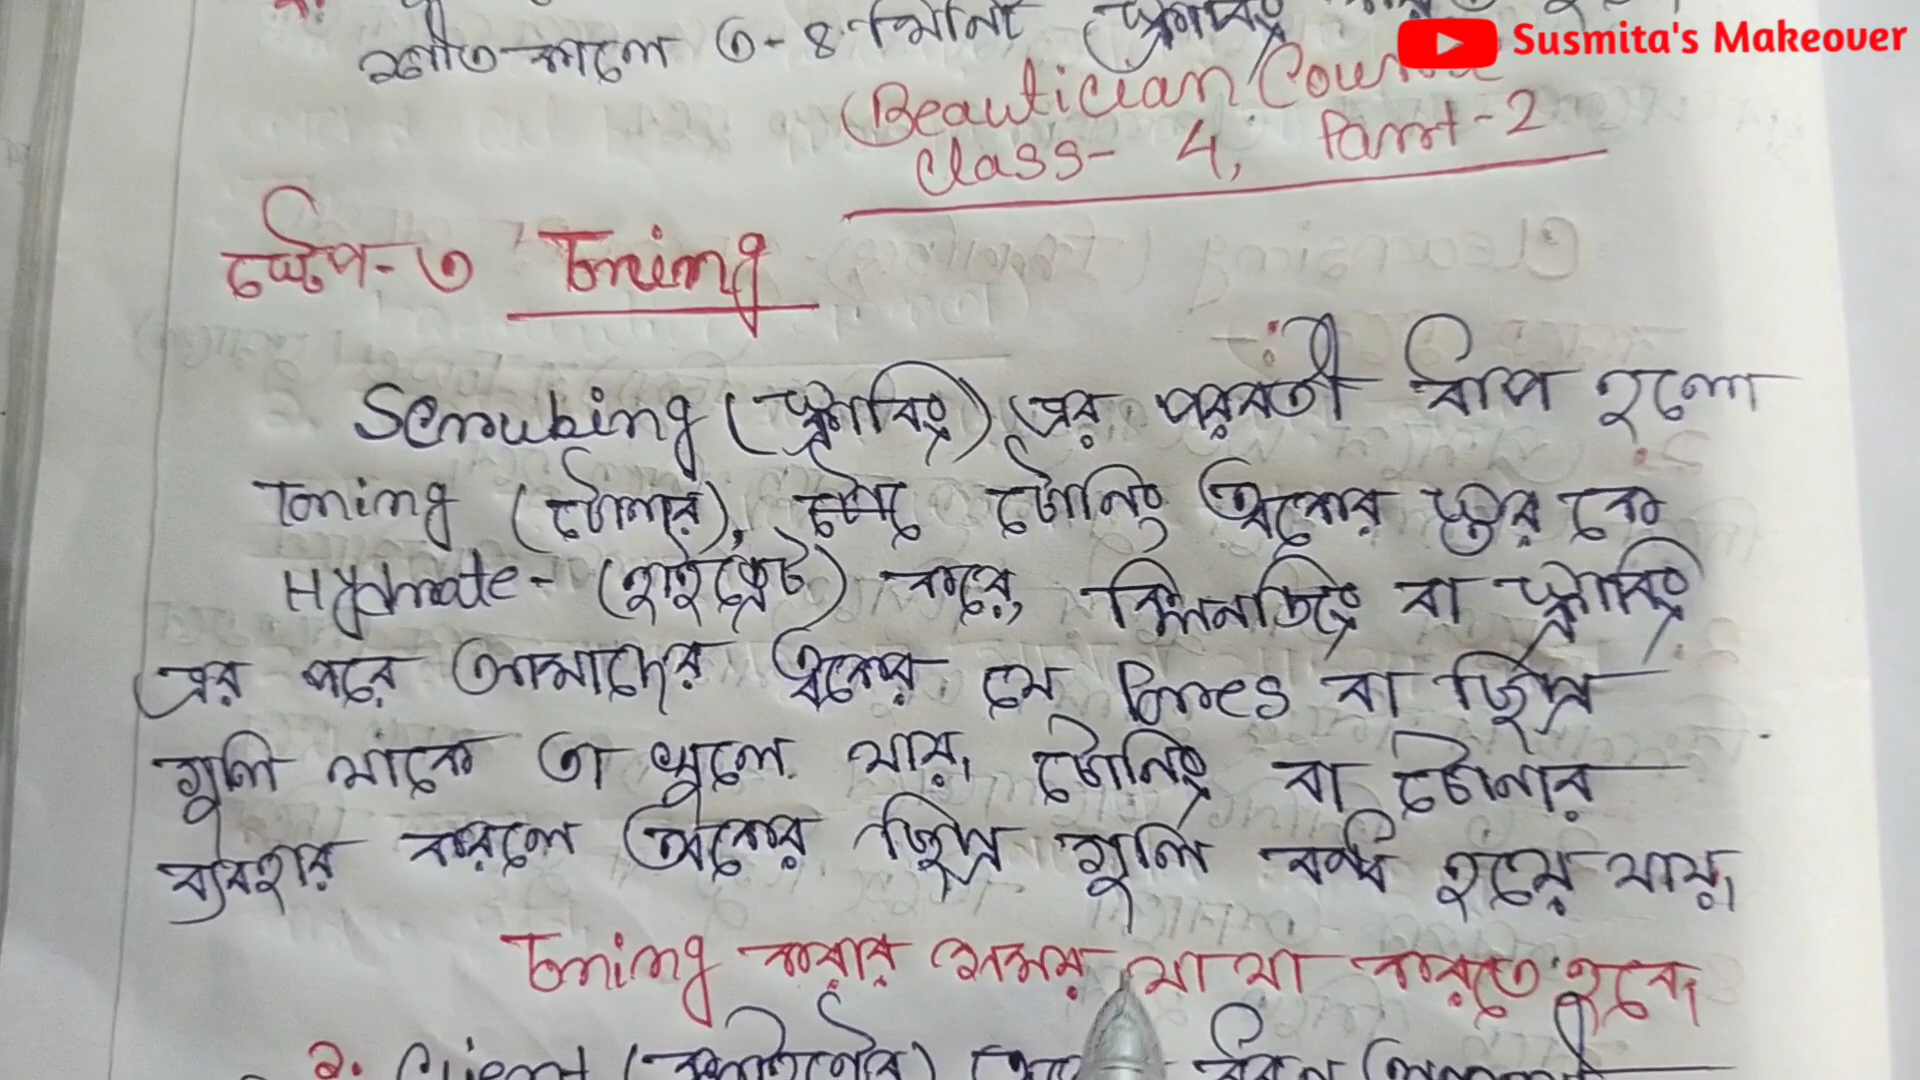 শীতকালে ৩-৪ মিনিট স্ক্রাবিং
Susmita's Makeover
(Beautician Course
Class- 4, Part-2
স্টেপ-৩ Toning
Scrubing (স্ক্রাবিং) এর পরবর্তী ধাপ হলো
Toning (টোনার), টোনিং ত্বকের স্তর কে
Hydrate- (হাইড্রেট) করে, ক্লিনজিং বা স্ক্রাবিং
এর পরে আমাদের ত্বকের যে Pores বা ছিদ্র
গুলি থাকে তা খুলে যায়, টোনিং বা টোনার
ব্যবহার করলে ত্বকের ছিদ্র গুলি বন্ধ হয়ে যায়,
Toning করার সময় যা যা করতে হবে,
Client